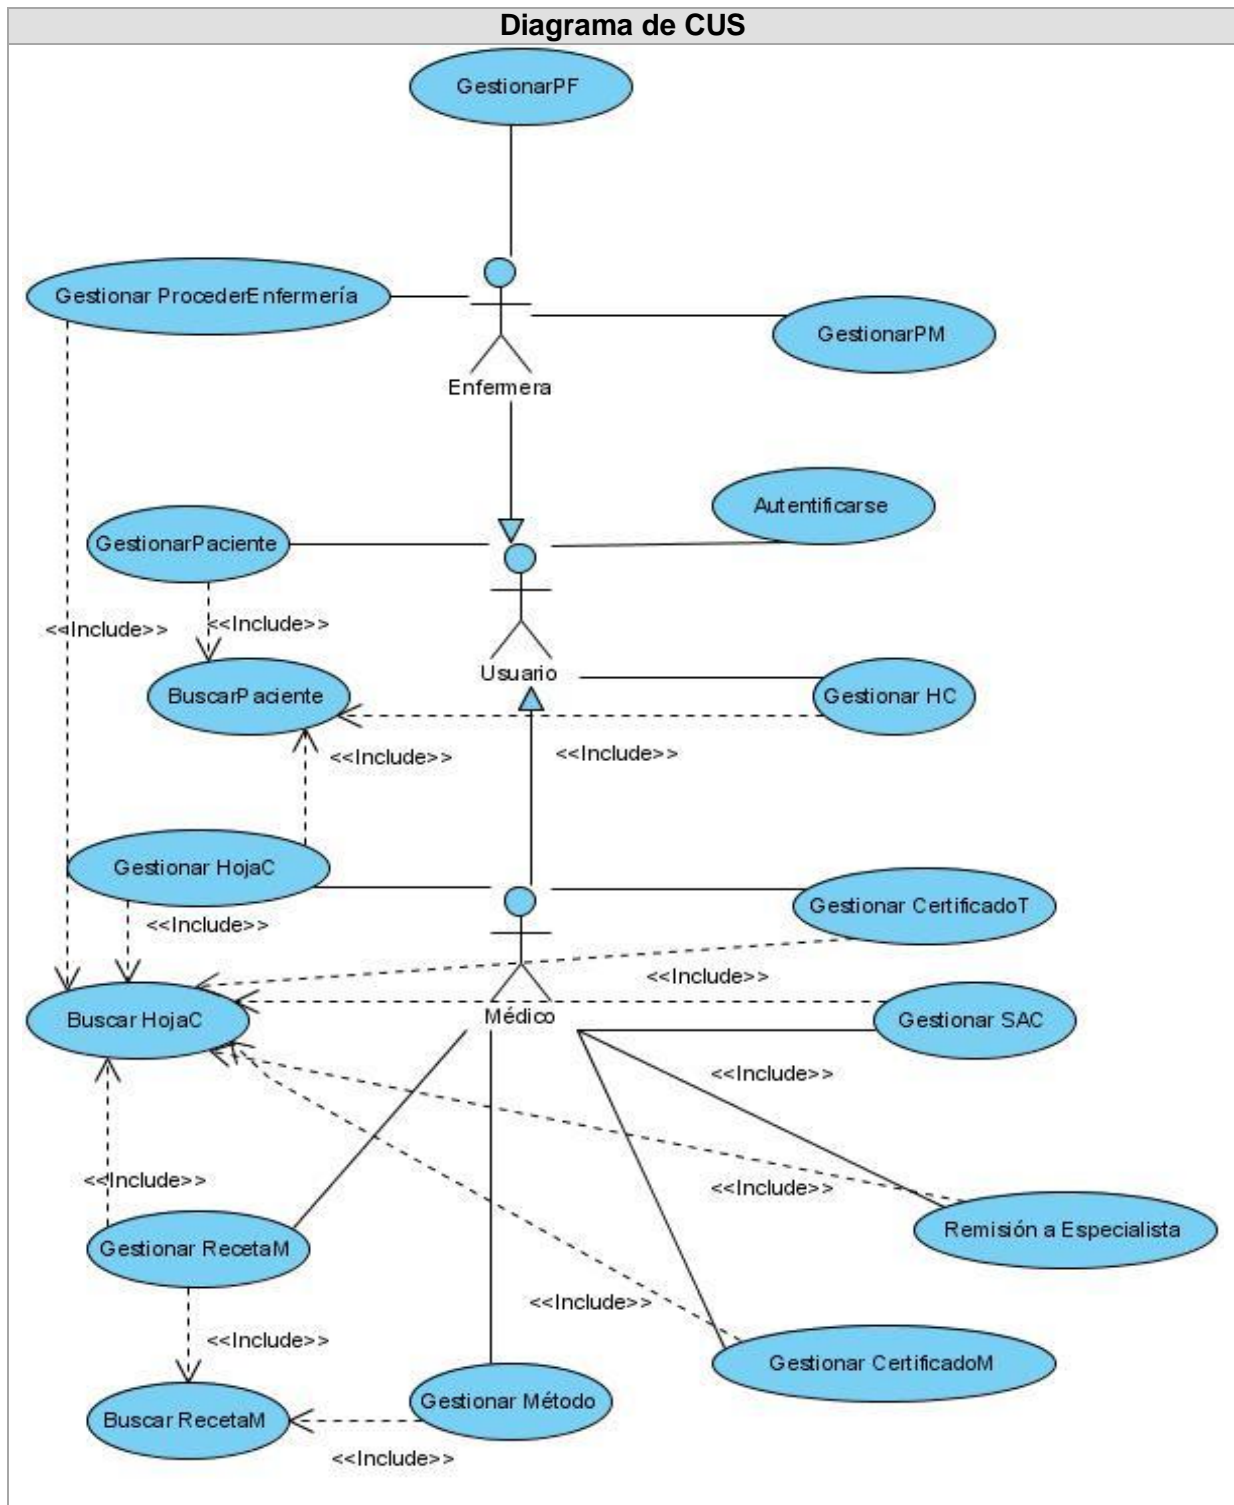 Diagrama de CUS
GestionarPF
Gestionar ProcederEnfermería
GestionarPM
Enfermera
Autentificarse
GestionarPaciente
<<Include>>
<<Include>>
Usuario
BuscarPaciente
Gestionar HC
<<Include>>
<<Include>>
Gestionar HojaC
Gestionar CertificadoT
<<Include>>
<<Include>>
Buscar HojaC
Médico
Gestionar SAC
<<Include>>
<<Include>>
<<Include>>
Remisión a Especialista
Gestionar RecetaM
<<Include>>
<<Include>>
Gestionar CertificadoM
Gestionar Método
Buscar RecetaM
<<Include>>